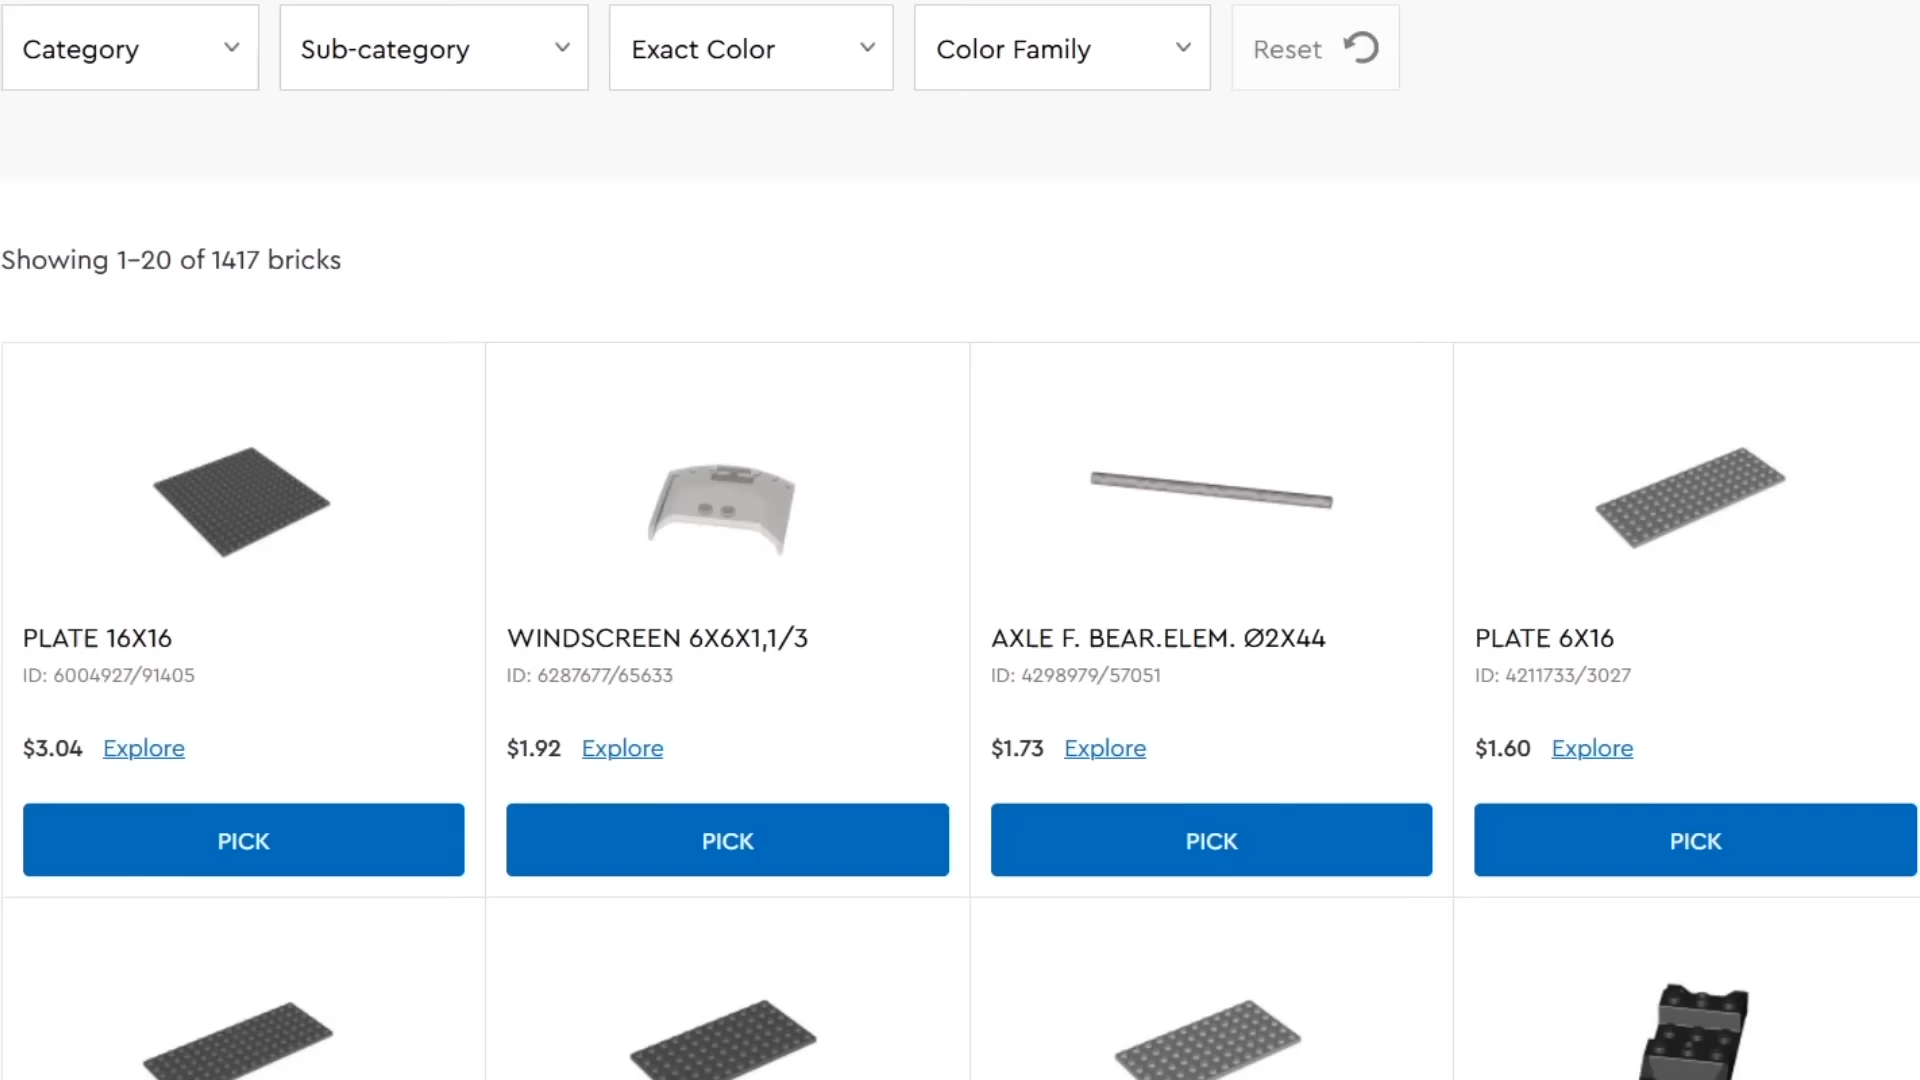 Category
Sub-category
Exact Color
Color Family
Reset
Showing 1-20 of 1417 bricks
PLATE 16X16
ID: 6004927/91405
$3.04 Explore
PICK
WINDSCREEN 6X6X1,1/3
ID: 6287677/65633
$1.92 Explore
PICK
AXLE F. BEAR.ELEM. Ø2X44
ID: 4298979/57051
$1.73 Explore
PICK
PLATE 6X16
ID: 4211733/3027
$1.60 Explore
PICK